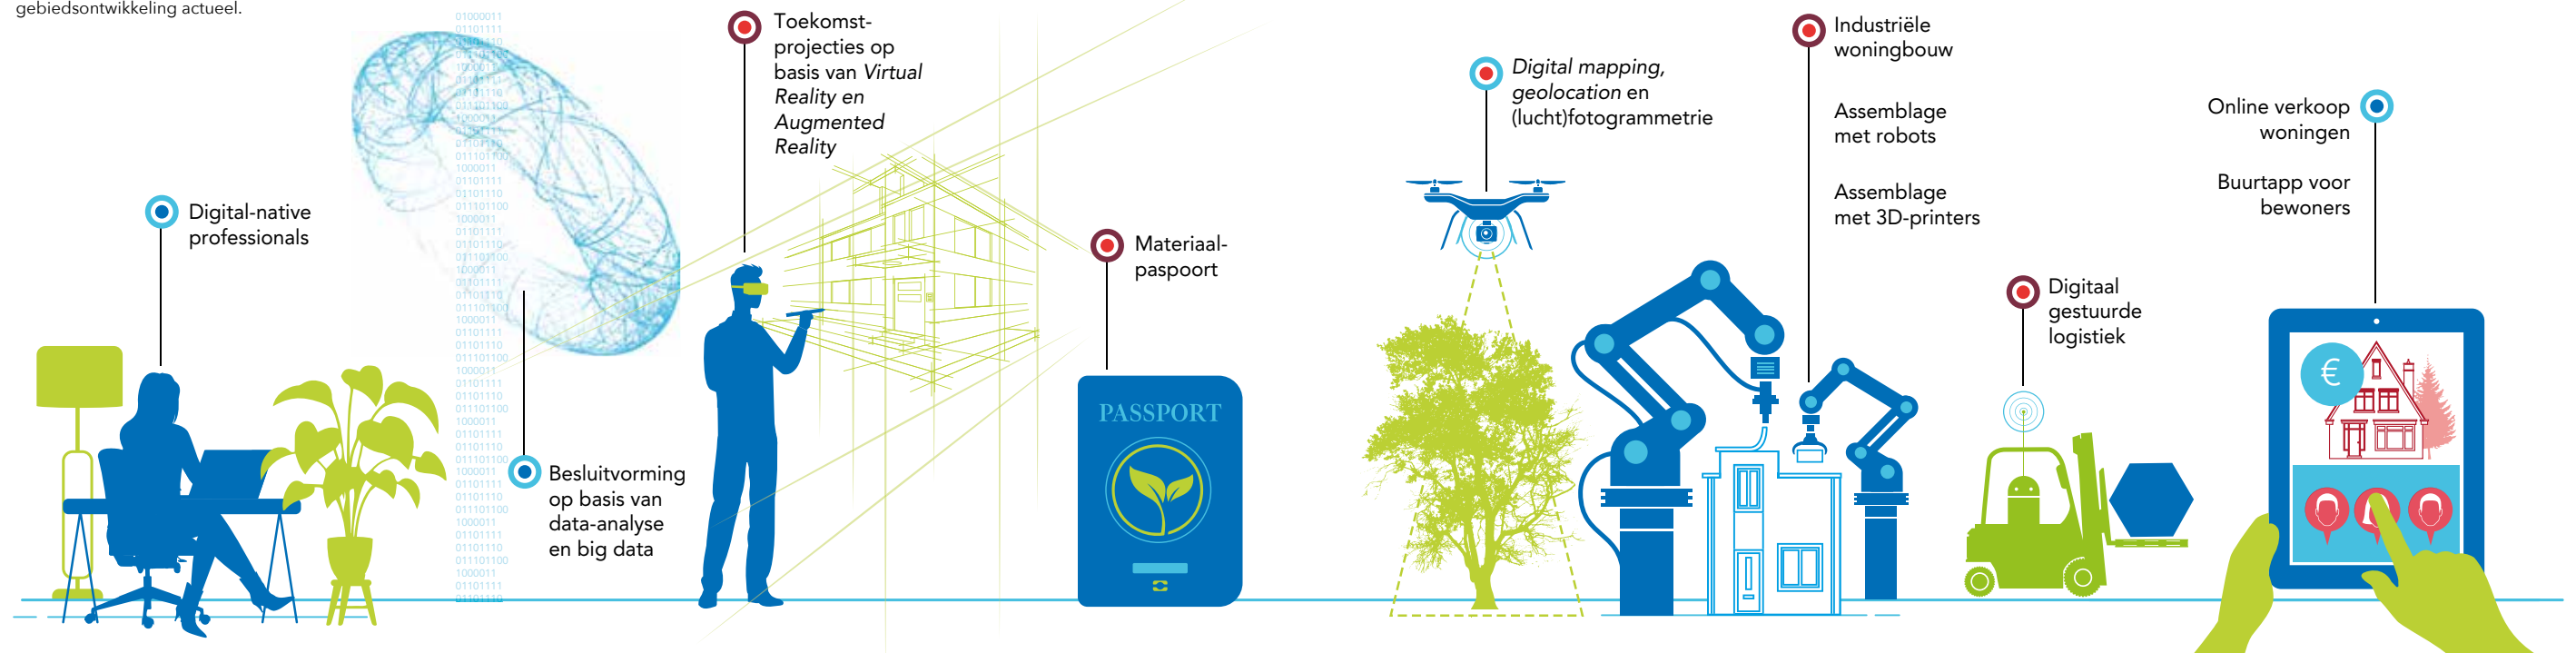 gebiedsontwikkeling actueel.
Digital-native
professionals
Besluitvorming
op basis van
data-analyse
en big data
Toekomst-
projecties op
basis van Virtual
Reality en
Augmented
Reality
Materiaal-
paspoort
PASSPORT
Digital mapping,
geolocation en
(lucht)fotogrammetrie
Industriële
woningbouw
Assemblage
met robots
Assemblage
met 3D-printers
Digitaal
gestuurde
logistiek
Online verkoop
woningen
Buurtapp voor
bewoners
€